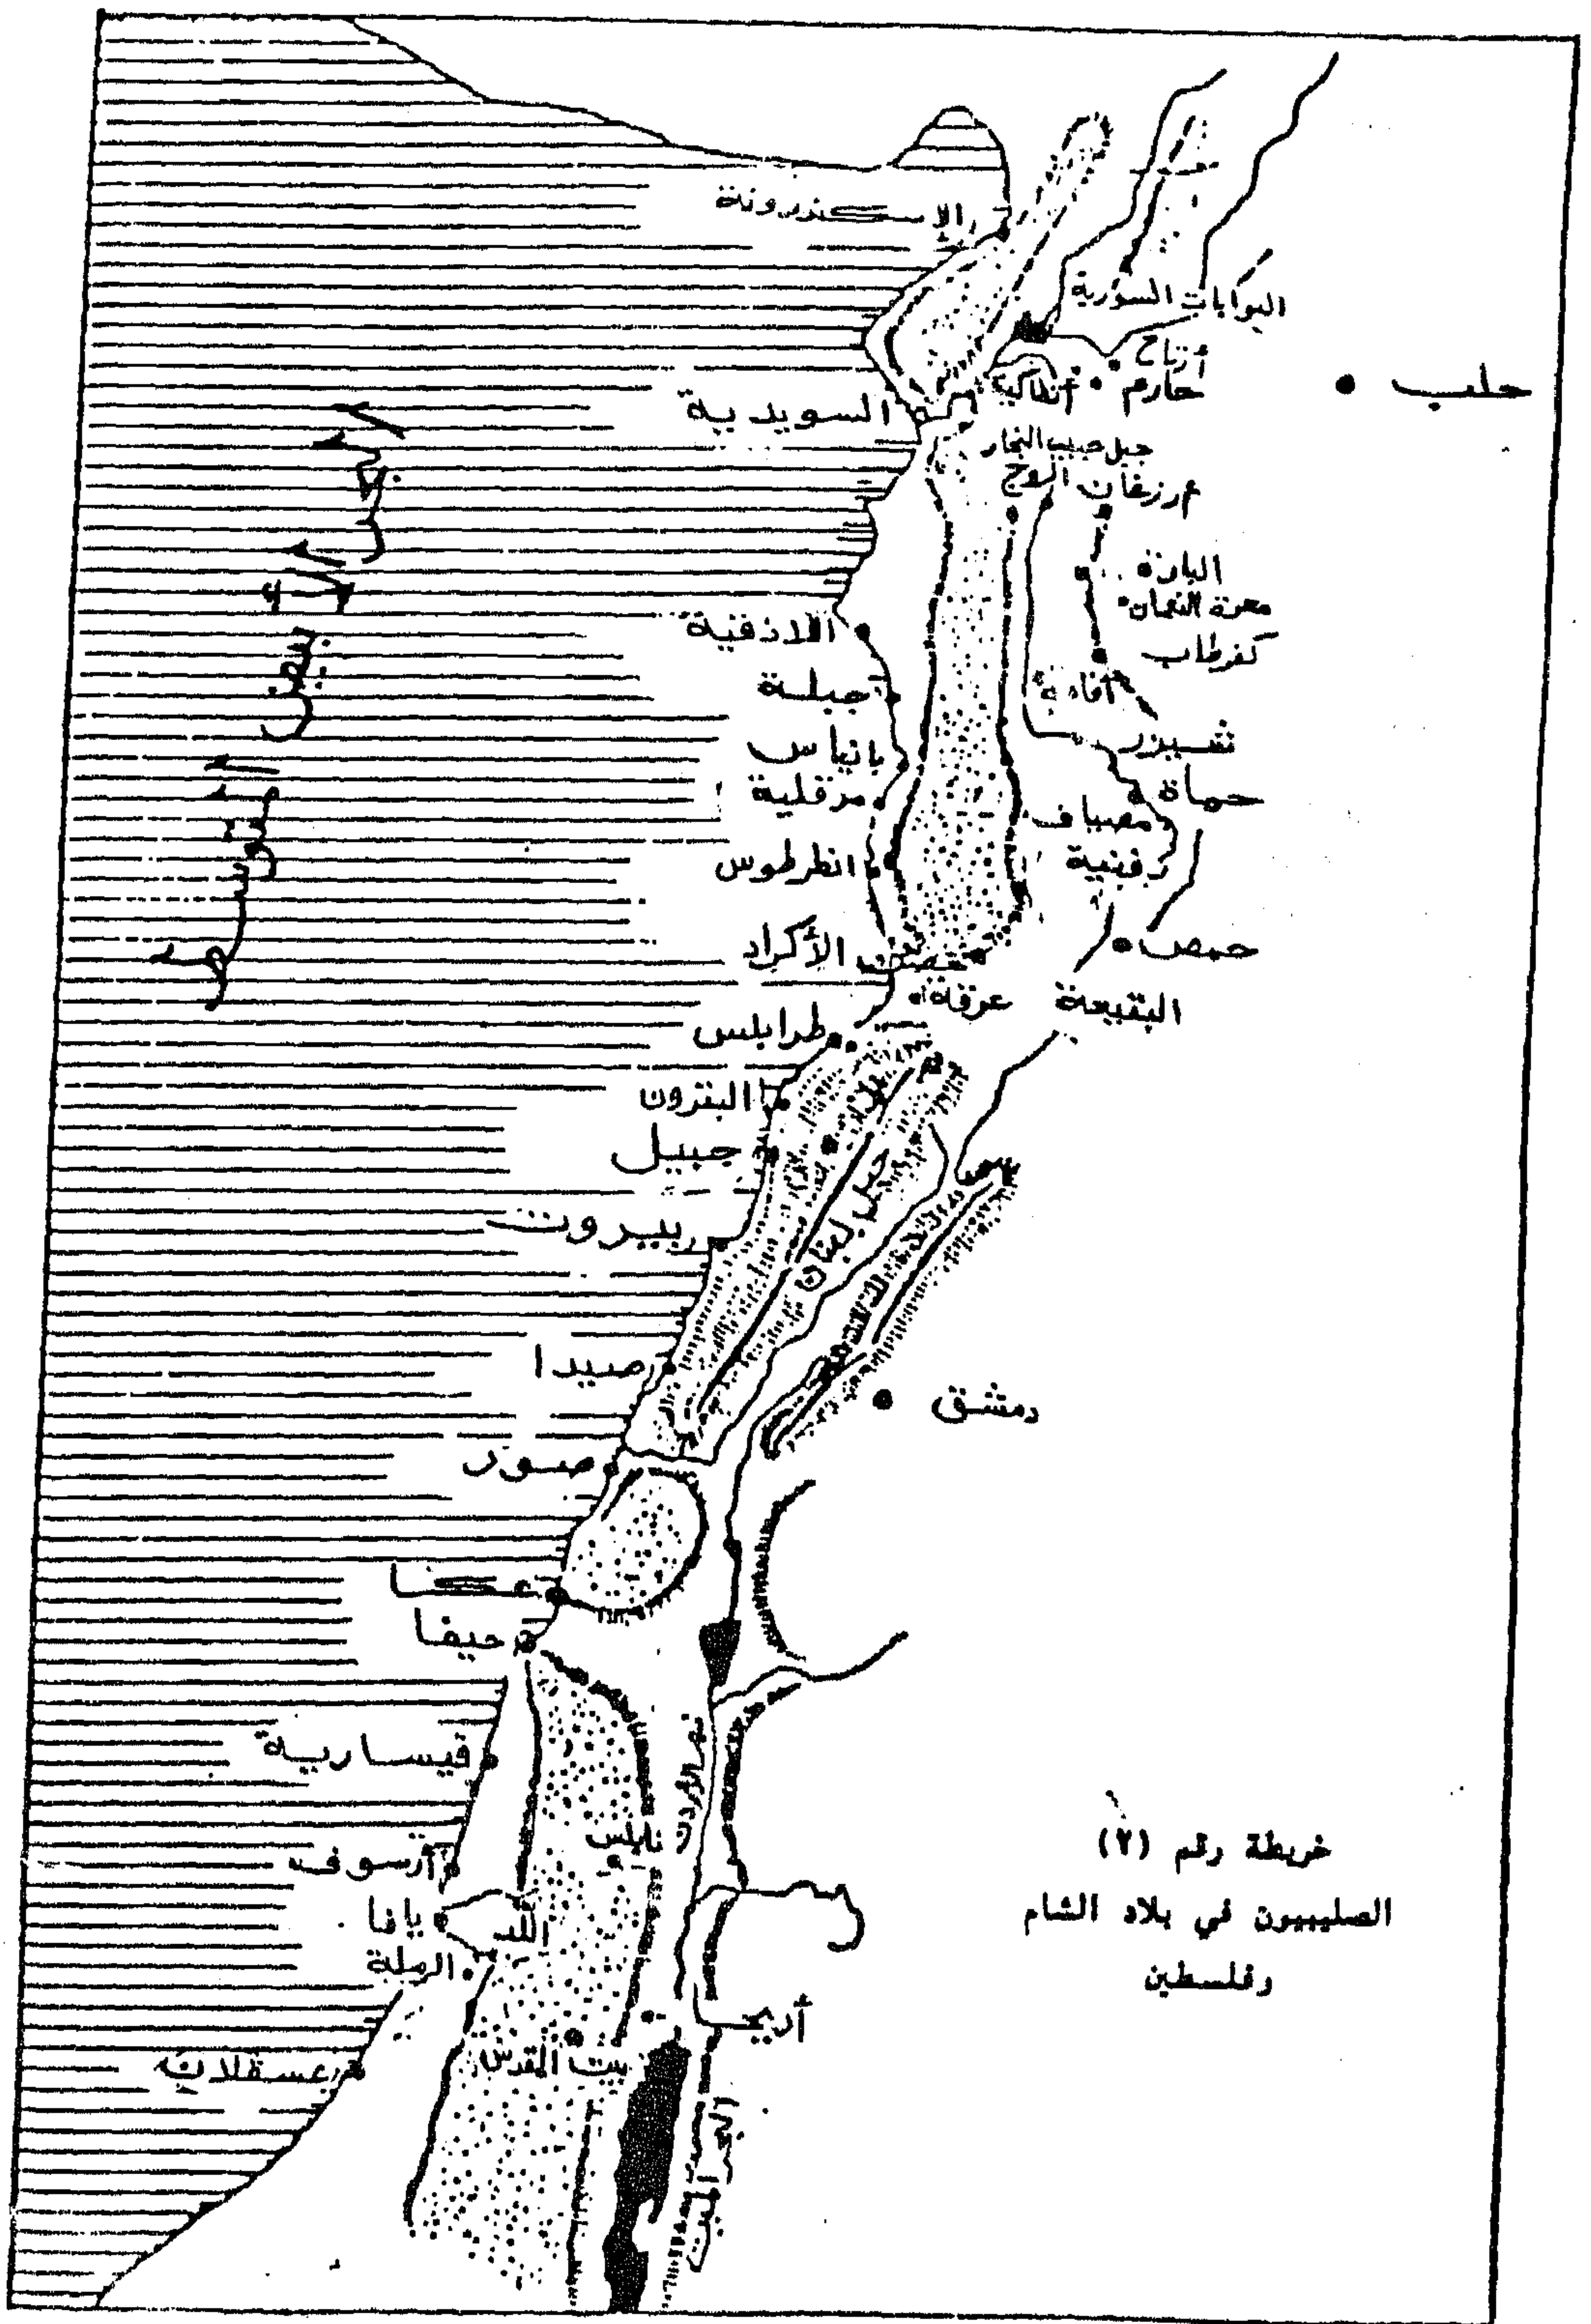 الإسكندرونة
البوابات السورية
أرتاح
حارم
أنطاكية
حلب
السويدية
جبل حبيب النجار
الروج
عم رزغان
البارة
معرة النعمان
كفرطاب
اللاذقية
أفامية
جبلة
شيزر
بانياس
حماة
مرقلية
مصياف
رفنية
انطرطوس
حمص
حصن الأكراد
عرقة
البقيعة
طرابلس
البترون
جبيل
جبل لبنان
بيروت
صيدا
دمشق
صور
عكا
حيفا
قيسارية
نهر الأردن
نابلس
أرسوف
يافا
اللد
الرملة
أريحا
بيت المقدس
عسقلان
البحر الميت
خريطة رقم (٢)
الصليبيون في بلاد الشام
وفلسطين